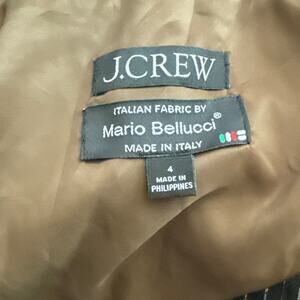 J.CREW
ITALIAN FABRIC BY
Mario Bellucci®
MADE IN ITALY
4
MADE IN
PHILIPPINES